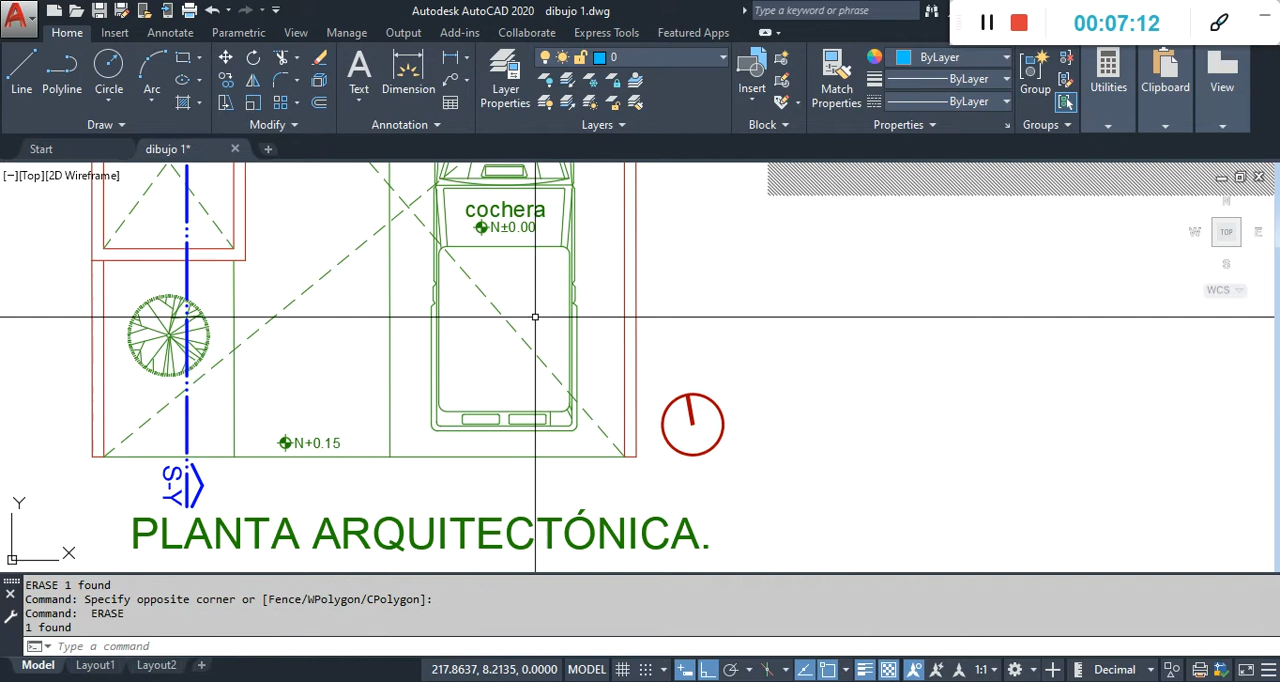 Autodesk AutoCAD 2020 dibujo 1.dwg
Type a keyword or phrase
00:07:12
Home Insert Annotate Parametric View Manage Output Add-ins Collaborate Express Tools Featured Apps
0
ByLayer
ByLayer
ByLayer
Line Polyline Circle Arc
Text Dimension
Layer Properties
Insert
Match Properties
Group
Utilities
Clipboard
View
Draw Modify Annotation Layers Block Properties Groups
Start dibujo 1*
[−][Top][2D Wireframe]
N
W TOP E
S
WCS
cochera
N±0.00
N+0.15
S-Y
PLANTA ARQUITECTÓNICA.
Y
X
ERASE 1 found
Command: Specify opposite corner or [Fence/WPolygon/CPolygon]:
Command: ERASE
1 found
Type a command
Model Layout1 Layout2 +
217.8637, 8.2135, 0.0000 MODEL 1:1 Decimal